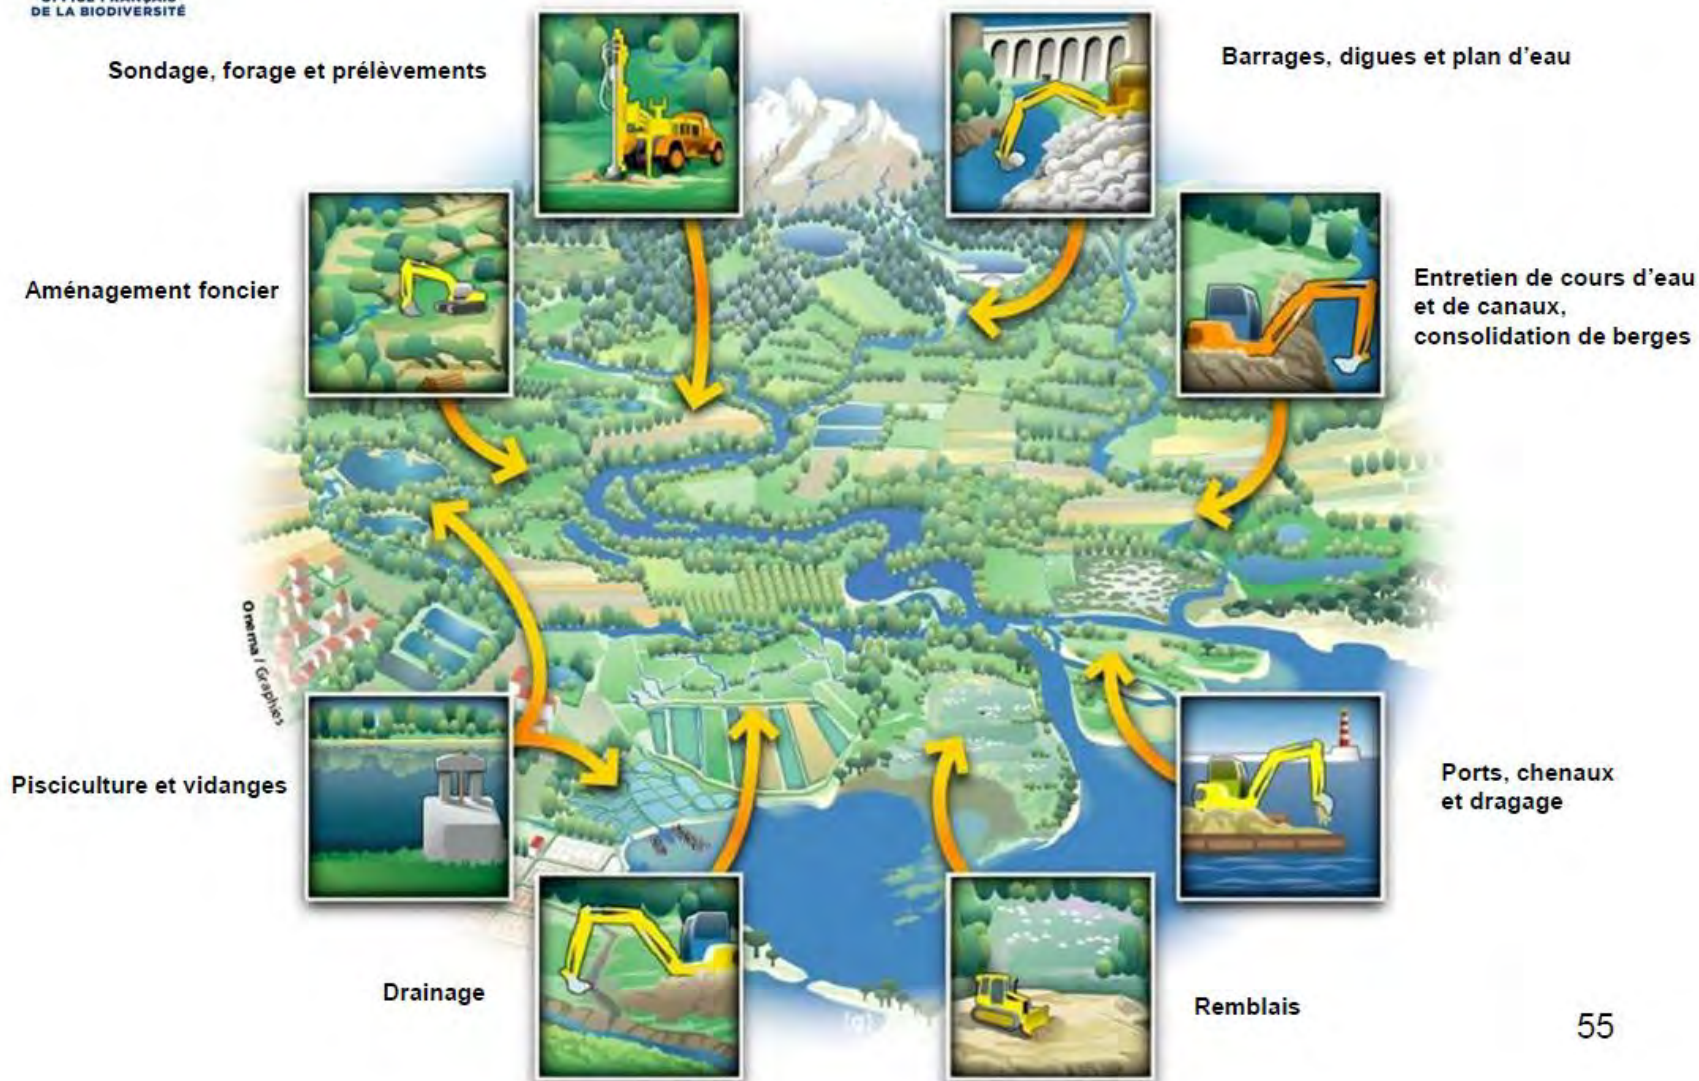 DE LA BIODIVERSITÉ
Sondage, forage et prélèvements
Barrages, digues et plan d'eau
Aménagement foncier
Entretien de cours d'eau
et de canaux,
consolidation de berges
Onema / Graphies
Pisciculture et vidanges
Ports, chenaux
et dragage
Drainage
Remblais
55